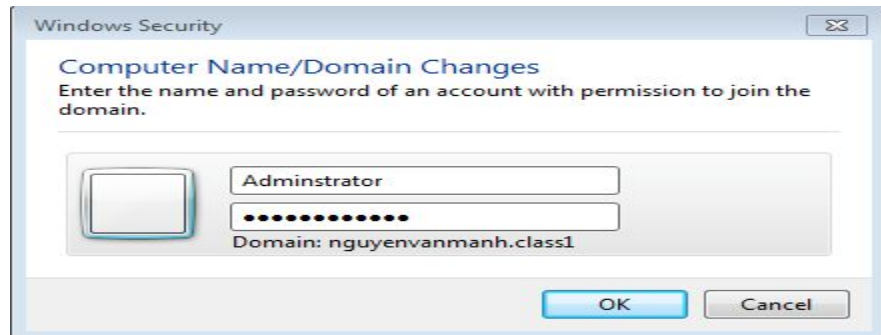 Windows Security
Computer Name/Domain Changes
Enter the name and password of an account with permission to join the
domain.
Adminstrator
●●●●●●●●●●●●
Domain: nguyenvanmanh.class1
OK
Cancel